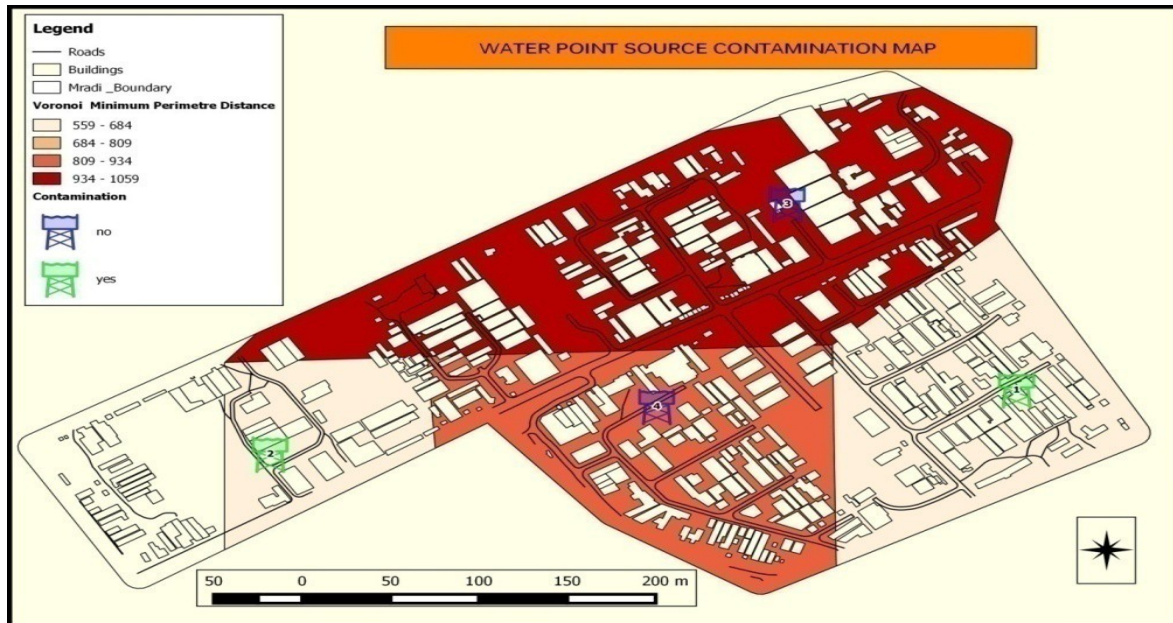 WATER POINT SOURCE CONTAMINATION MAP
Legend
Roads
Buildings
Mradi _Boundary
Voronoi Minimum Perimetre Distance
559 - 684
684 - 809
809 - 934
934 - 1059
Contamination
no
yes
3
1
4
2
50 0 50 100 150 200 m